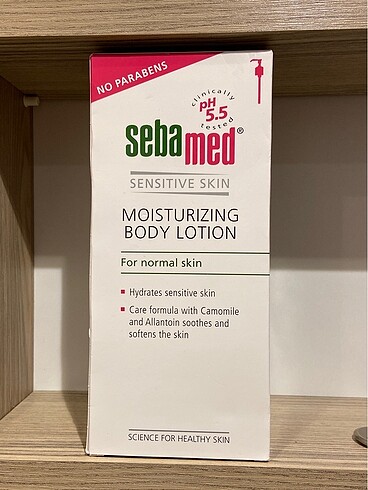 NO PARABENS
clinically
pH
5.5
tested
sebamed®
SENSITIVE SKIN
MOISTURIZING
BODY LOTION
For normal skin
Hydrates sensitive skin
Care formula with Camomile
and Allantoin soothes and
softens the skin
SCIENCE FOR HEALTHY SKIN